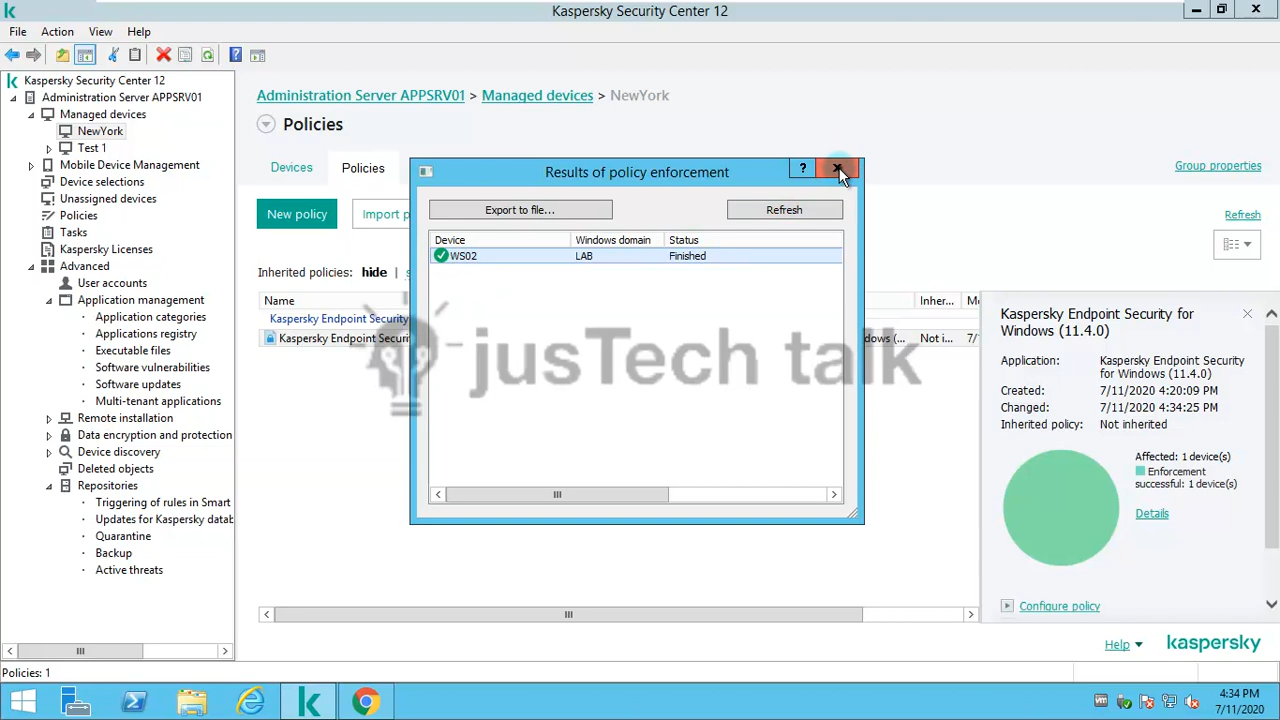 Kaspersky Security Center 12
File Action View Help
Kaspersky Security Center 12
Administration Server APPSRV01
Managed devices
NewYork
Test 1
Mobile Device Management
Device selections
Unassigned devices
Policies
Tasks
Kaspersky Licenses
Advanced
User accounts
Application management
Application categories
Applications registry
Executable files
Software vulnerabilities
Software updates
Multi-tenant applications
Remote installation
Data encryption and protection
Device discovery
Deleted objects
Repositories
Triggering of rules in Smart
Updates for Kaspersky datab
Quarantine
Backup
Active threats
Administration Server APPSRV01 > Managed devices > NewYork
Policies
Devices Policies
Group properties
New policy Import p
Refresh
Inherited policies: hide |
Name Inher... M
Kaspersky Endpoint Security
Kaspersky Endpoint Securi dows (... Not i... 7/
Results of policy enforcement
?
Export to file... Refresh
Device Windows domain Status
WS02 LAB Finished
jusTech talk
Kaspersky Endpoint Security for
Windows (11.4.0)
Application: Kaspersky Endpoint Security
for Windows (11.4.0)
Created: 7/11/2020 4:20:09 PM
Changed: 7/11/2020 4:34:25 PM
Inherited policy: Not inherited
Affected: 1 device(s)
Enforcement
successful: 1 device(s)
Details
Configure policy
Help kaspersky
Policies: 1
4:34 PM
7/11/2020